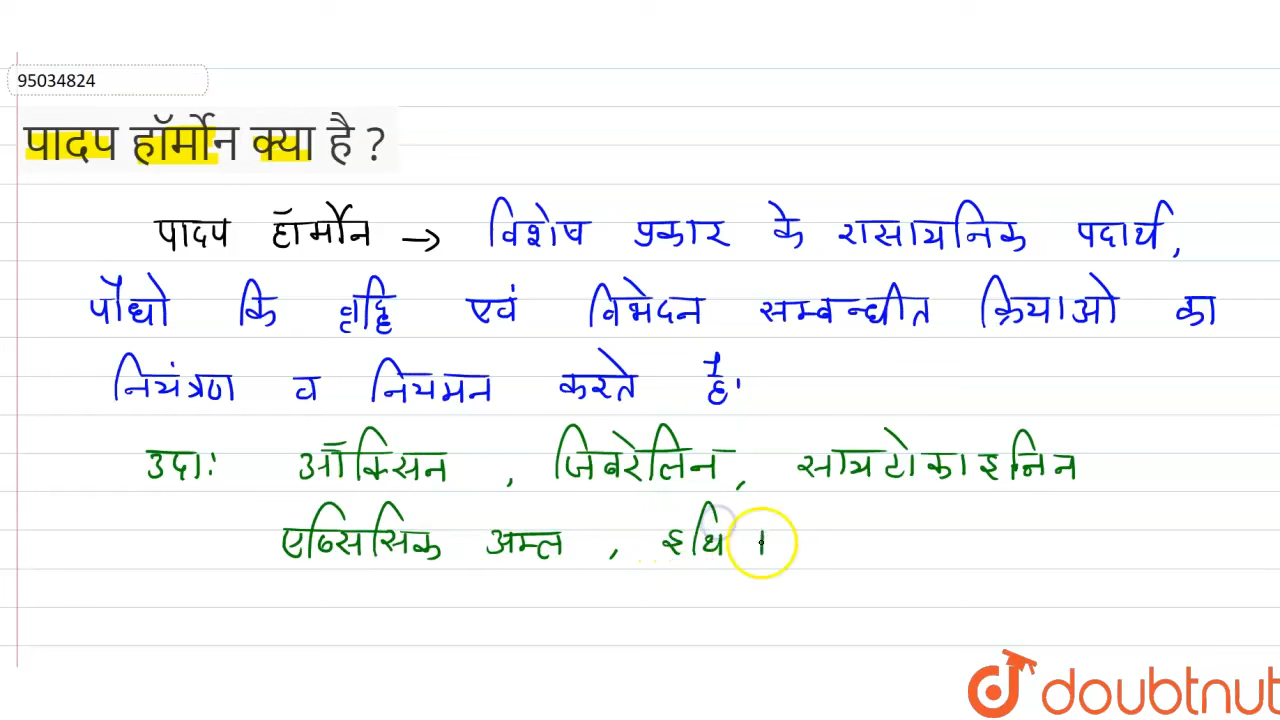 95034824
पादप हॉर्मोन क्या है ?
पादप हॉर्मोन → विशेष प्रकार के रासायनिक पदार्थ,
पौधो कि वृद्धि एवं विभेदन सम्बन्धीत क्रियाओ का
नियंत्रण व नियमन करते है।
उदा: ऑक्सिन , जिबरेलिन, सायटोकाइनिन
एब्सिसिक अम्ल , इथि
doubtnut